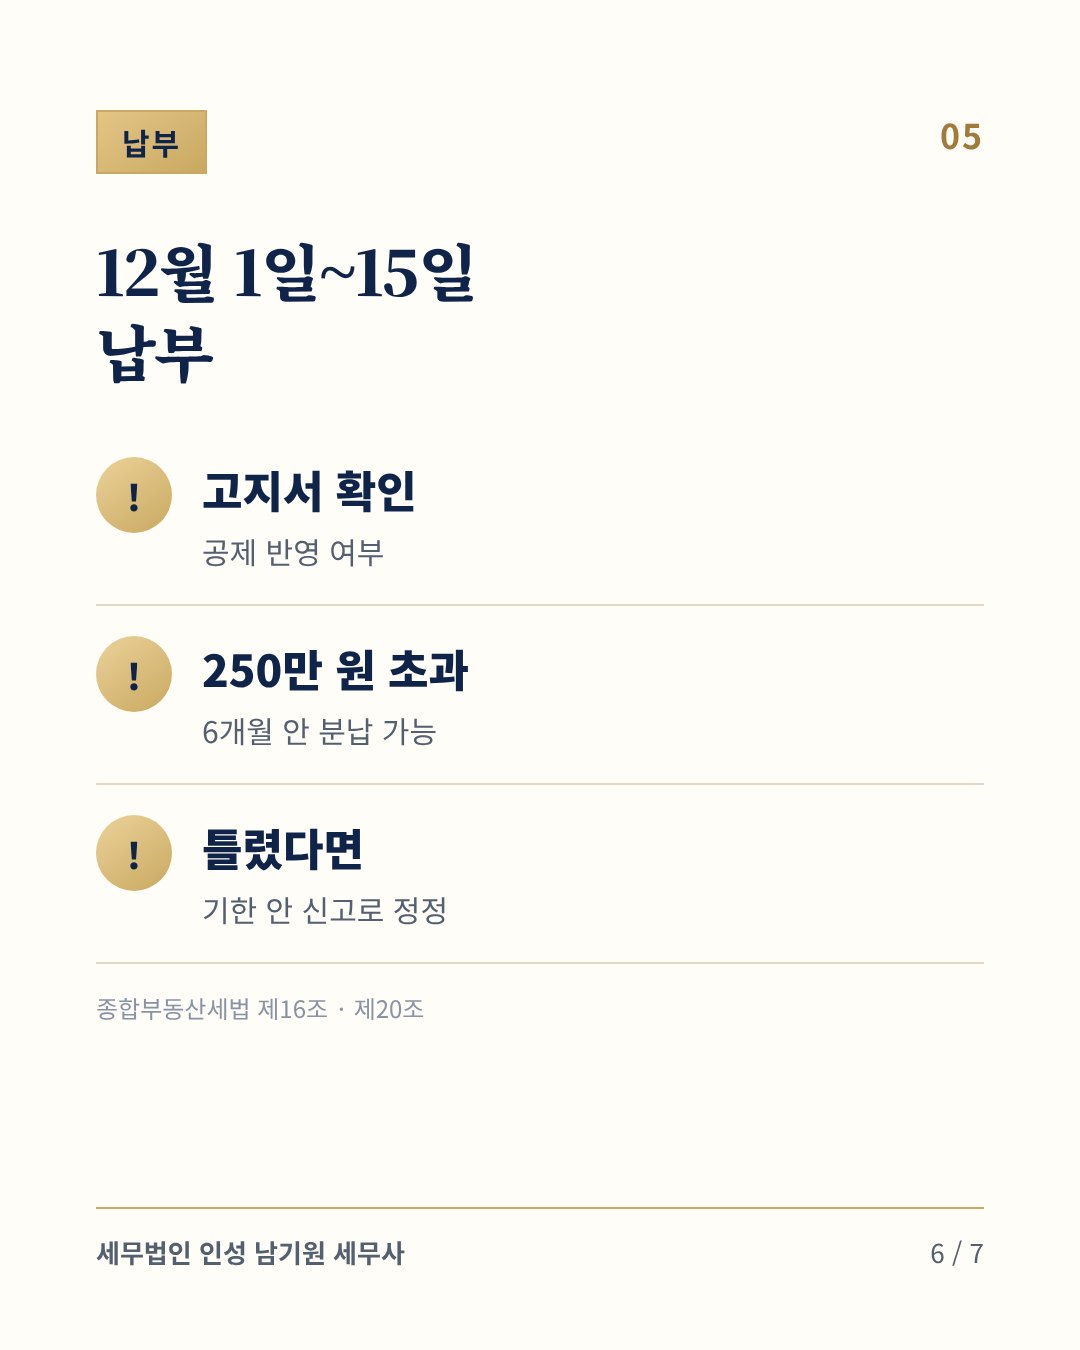 납부
05
12월 1일~15일
납부
!
고지서 확인
공제 반영 여부
!
250만 원 초과
6개월 안 분납 가능
!
틀렸다면
기한 안 신고로 정정
종합부동산세법 제16조 · 제20조
세무법인 인성 남기원 세무사
6 / 7